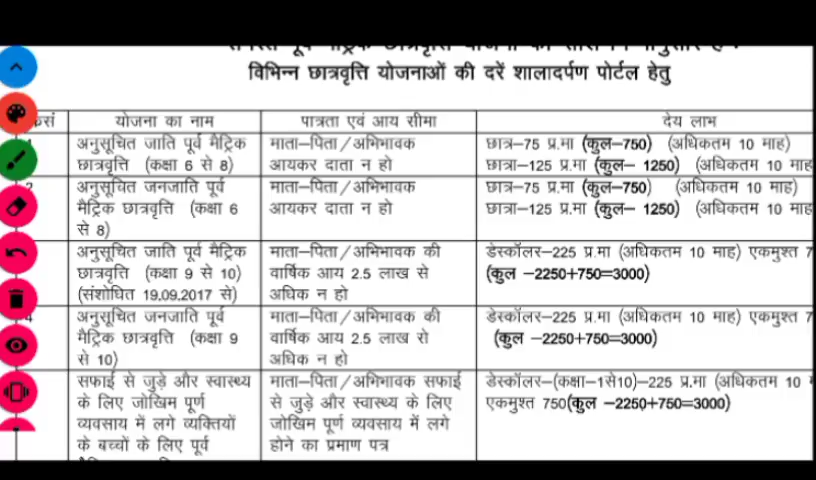 विभिन्न छात्रवृत्ति योजनाओं की दरें शालादर्पण पोर्टल हेतु
योजना का नाम
पात्रता एवं आय सीमा
देय लाभ
अनुसूचित जाति पूर्व मैट्रिक
छात्रवृत्ति (कक्षा 6 से 8)
माता–पिता/अभिभावक
आयकर दाता न हो
छात्र–75 प्र.मा (कुल–750) (अधिकतम 10 माह)
छात्रा–125 प्र.मा (कुल– 1250) (अधिकतम 10 माह
2
अनुसूचित जनजाति पूर्व
मैट्रिक छात्रवृत्ति (कक्षा 6
से 8)
माता–पिता/अभिभावक
आयकर दाता न हो
छात्र–75 प्र.मा (कुल–750) (अधिकतम 10 माह)
छात्रा–125 प्र.मा (कुल– 1250) (अधिकतम 10 माह
अनुसूचित जाति पूर्व मैट्रिक
छात्रवृत्ति (कक्षा 9 से 10)
(संशोधित 19.09.2017 से)
माता–पिता/अभिभावक की
वार्षिक आय 2.5 लाख से
अधिक न हो
डेस्कॉलर–225 प्र.मा (अधिकतम 10 माह) एकमुश्त 7
(कुल –2250+750=3000)
4
अनुसूचित जनजाति पूर्व
मैट्रिक छात्रवृत्ति (कक्षा 9
से 10)
माता–पिता/अभिभावक की
वार्षिक आय 2.5 लाख रो
अधिक न हो
डेस्कॉलर–225 प्र.मा (अधिकतम 10 माह) एकमुश्त 7
(कुल –2250+750=3000)
सफाई से जुड़े और स्वास्थ्य
के लिए जोखिम पूर्ण
व्यवसाय में लगे व्यक्तियों
के बच्चों के लिए पूर्व
माता–पिता/अभिभावक सफाई
से जुड़े और स्वास्थ्य के लिए
जोखिम पूर्ण व्यवसाय में लगे
होने का प्रमाण पत्र
डेस्कॉलर–(कक्षा–1से10)–225 प्र.मा (अधिकतम 10
एकमुश्त 750(कुल –2250+750=3000)